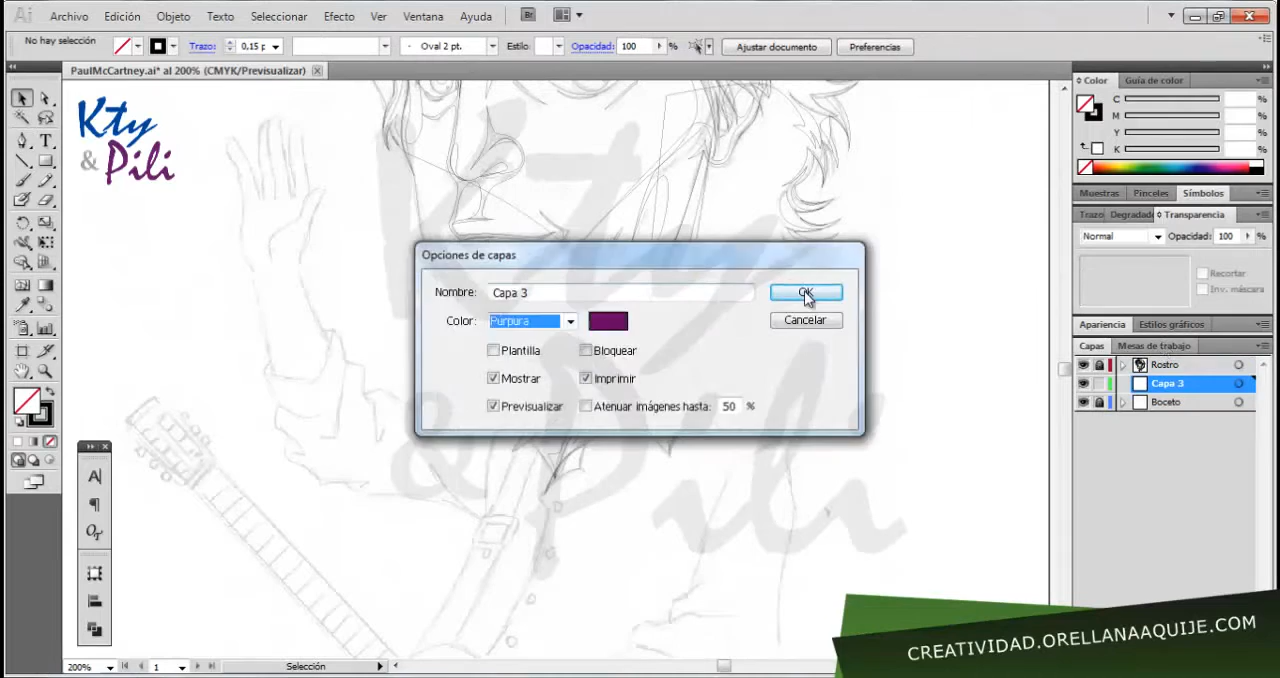 Ai Archivo Edición Objeto Texto Seleccionar Efecto Ver Ventana Ayuda Br
No hay selección Trazo: 0,15 p Oval 2 pt. Estilo: Opacidad: 100 % Ajustar documento Preferencias
PaulMcCartney.ai* al 200% (CMYK/Previsualizar)
Kty
& Pili
Kty
& Pili
Color Guía de color
C %
M %
Y %
K %
Muestras Pinceles Símbolos
Trazo Degradado Transparencia
Normal Opacidad: 100 %
Recortar
Inv. máscara
Apariencia Estilos gráficos
Capas Mesas de trabajo
Rostro
Capa 3
Boceto
Opciones de capas
Nombre: Capa 3 OK
Color: Púrpura Cancelar
Plantilla Bloquear
Mostrar Imprimir
Previsualizar Atenuar imágenes hasta: 50 %
200% 1 Selección
CREATIVIDAD.ORELLANAAQUIJE.COM